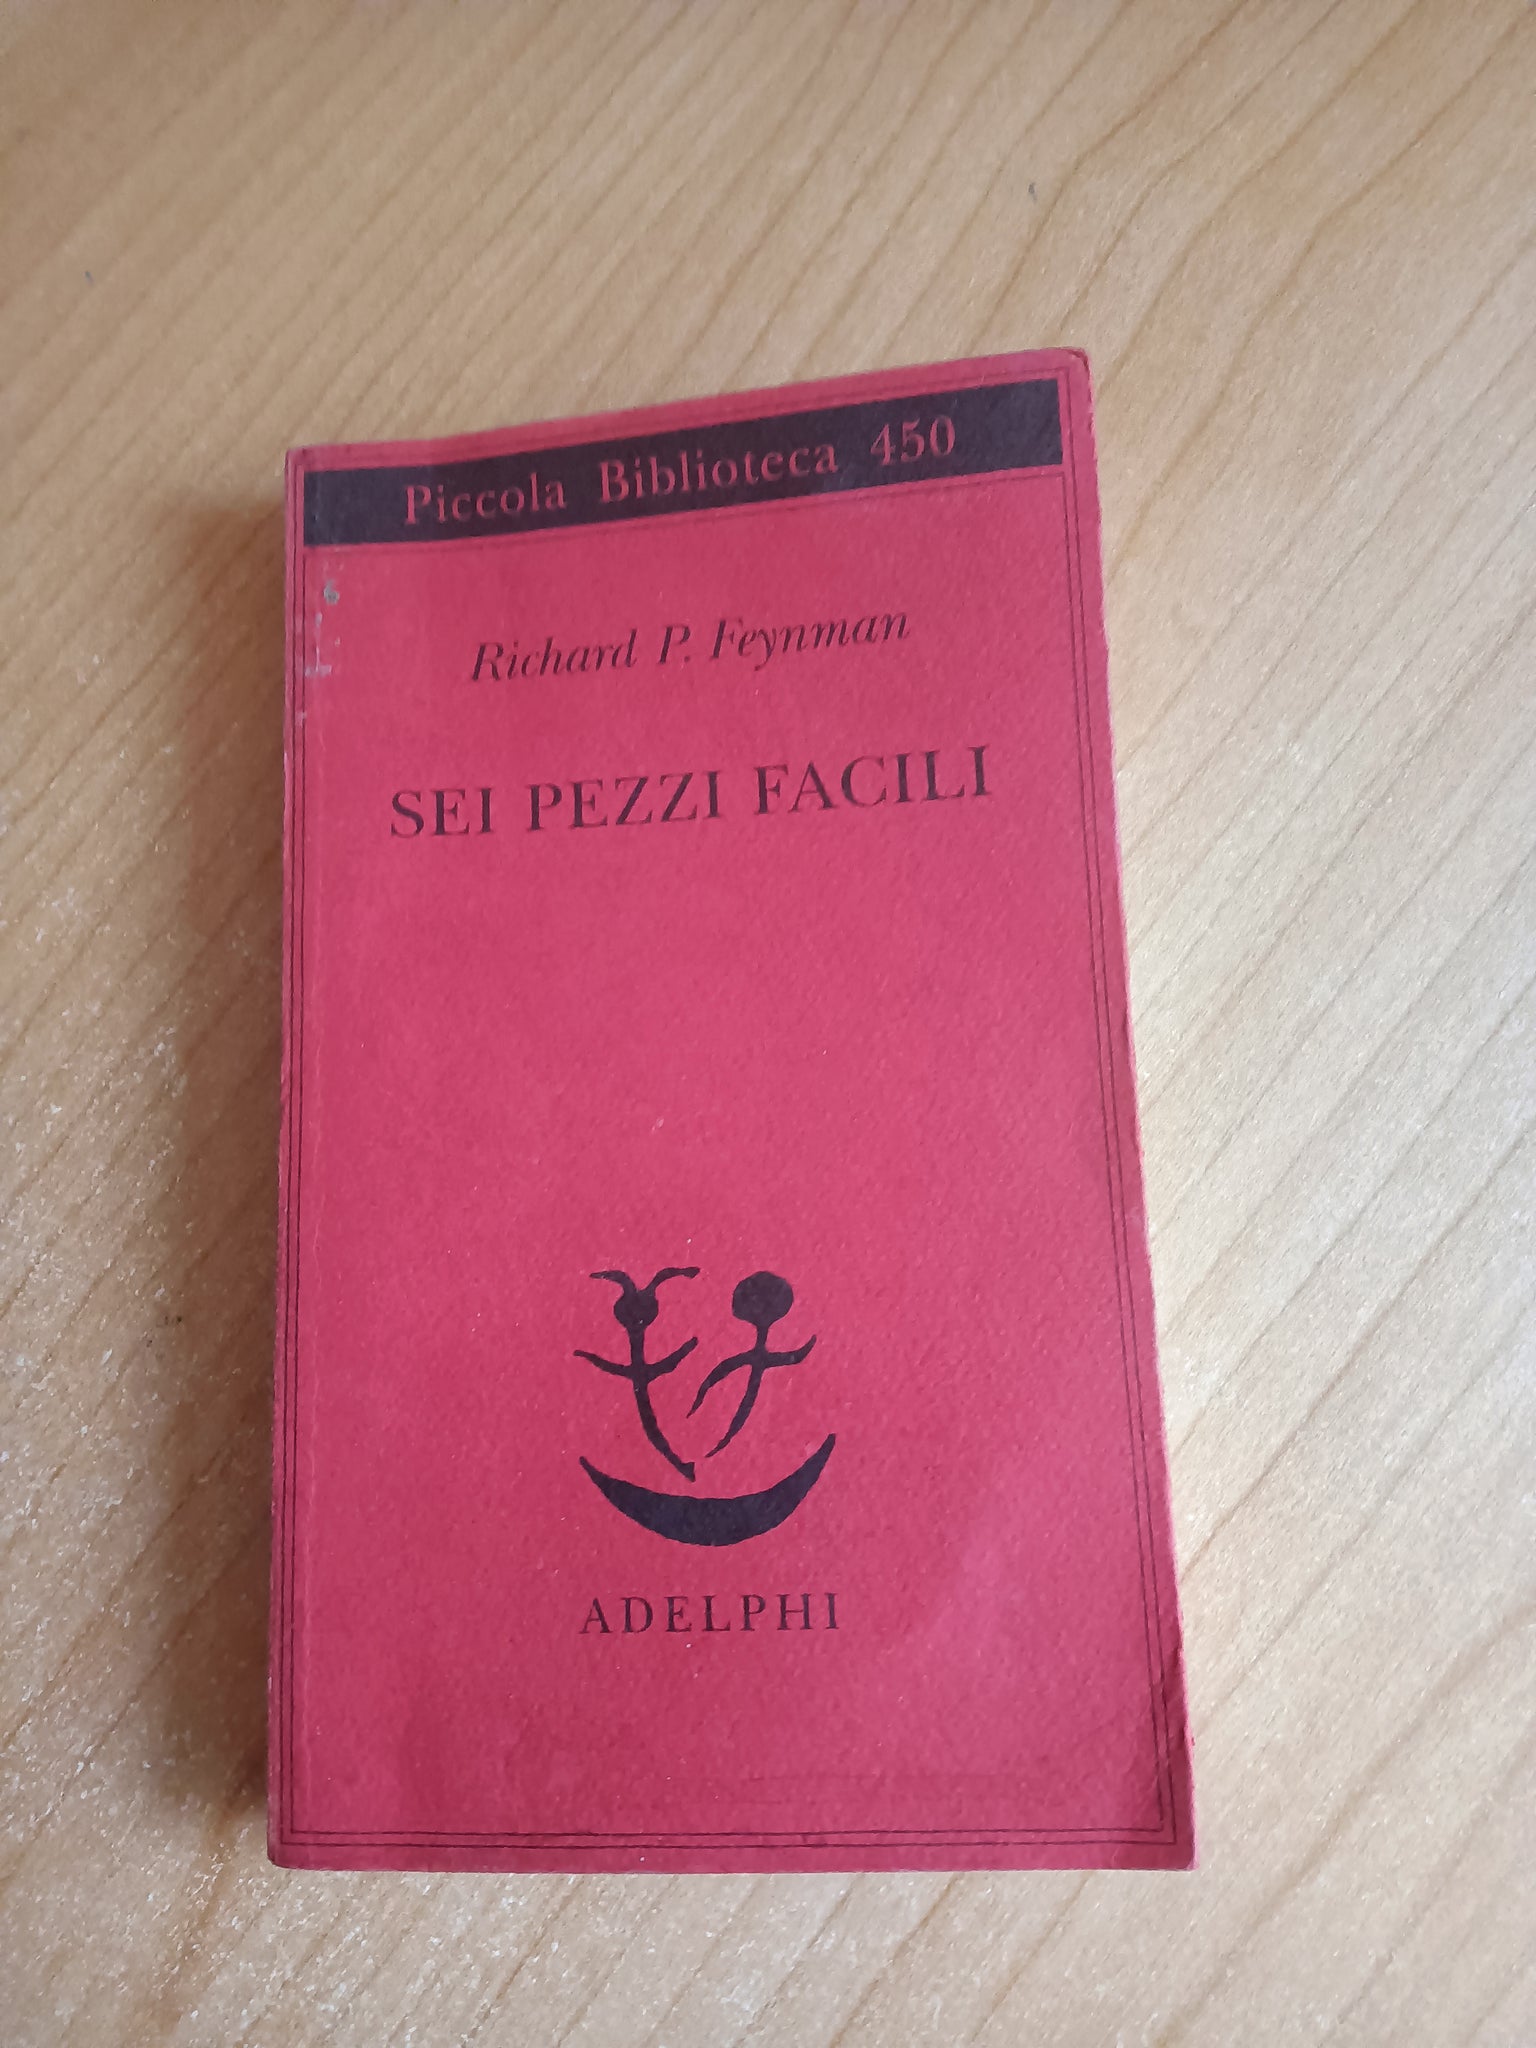 Piccola Biblioteca 450
Richard P. Feynman
SEI PEZZI FACILI
ADELPHI